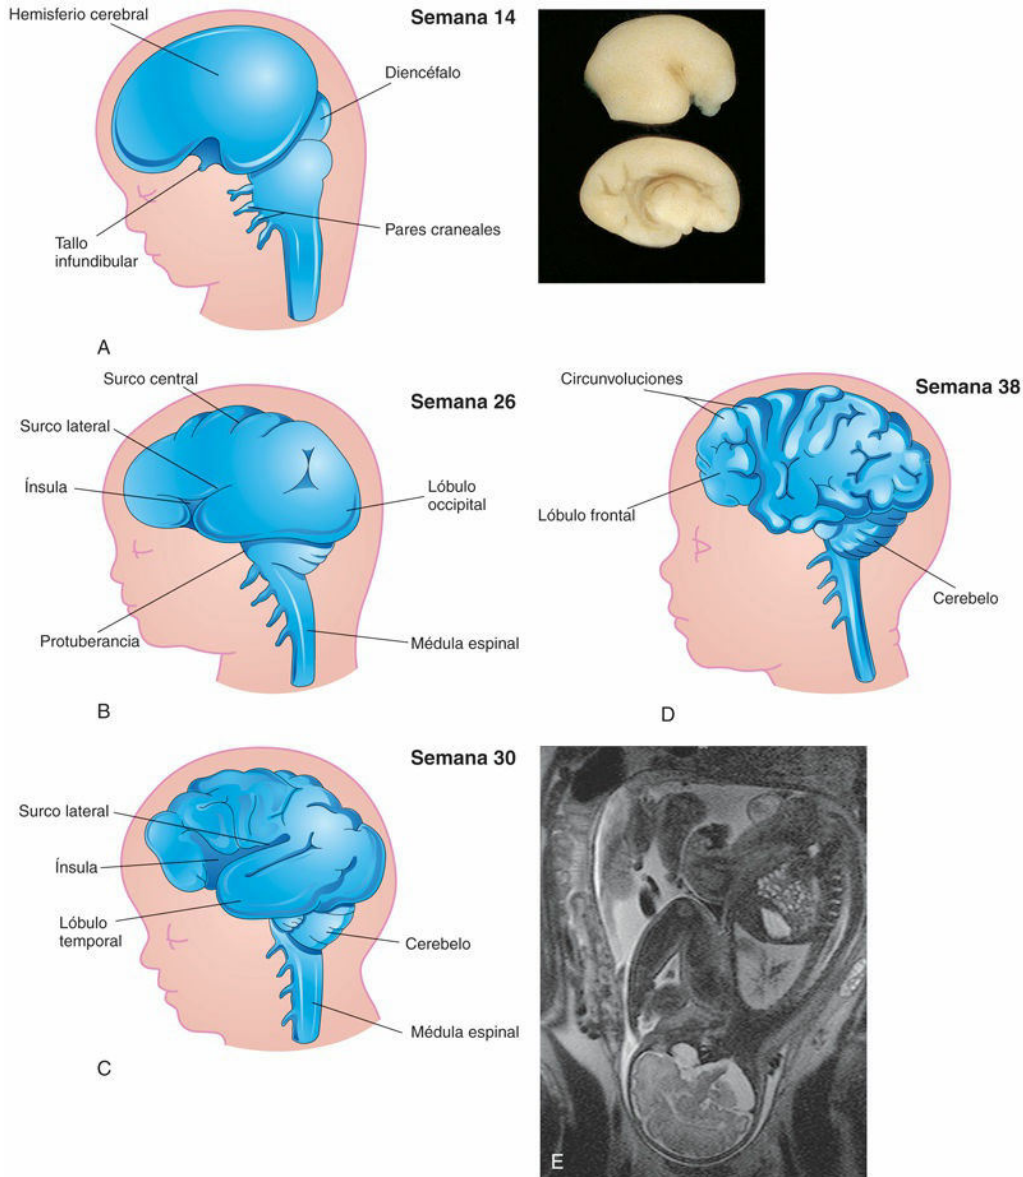 Hemisferio cerebral
Semana 14
Diencéfalo
Tallo
infundibular
Pares craneales
A
Surco central
Semana 26
Surco lateral
Ínsula
Lóbulo
occipital
Protuberancia
Médula espinal
B
Circunvoluciones
Semana 38
Lóbulo frontal
Cerebelo
D
Semana 30
Surco lateral
Ínsula
Lóbulo
temporal
Cerebelo
Médula espinal
C
E